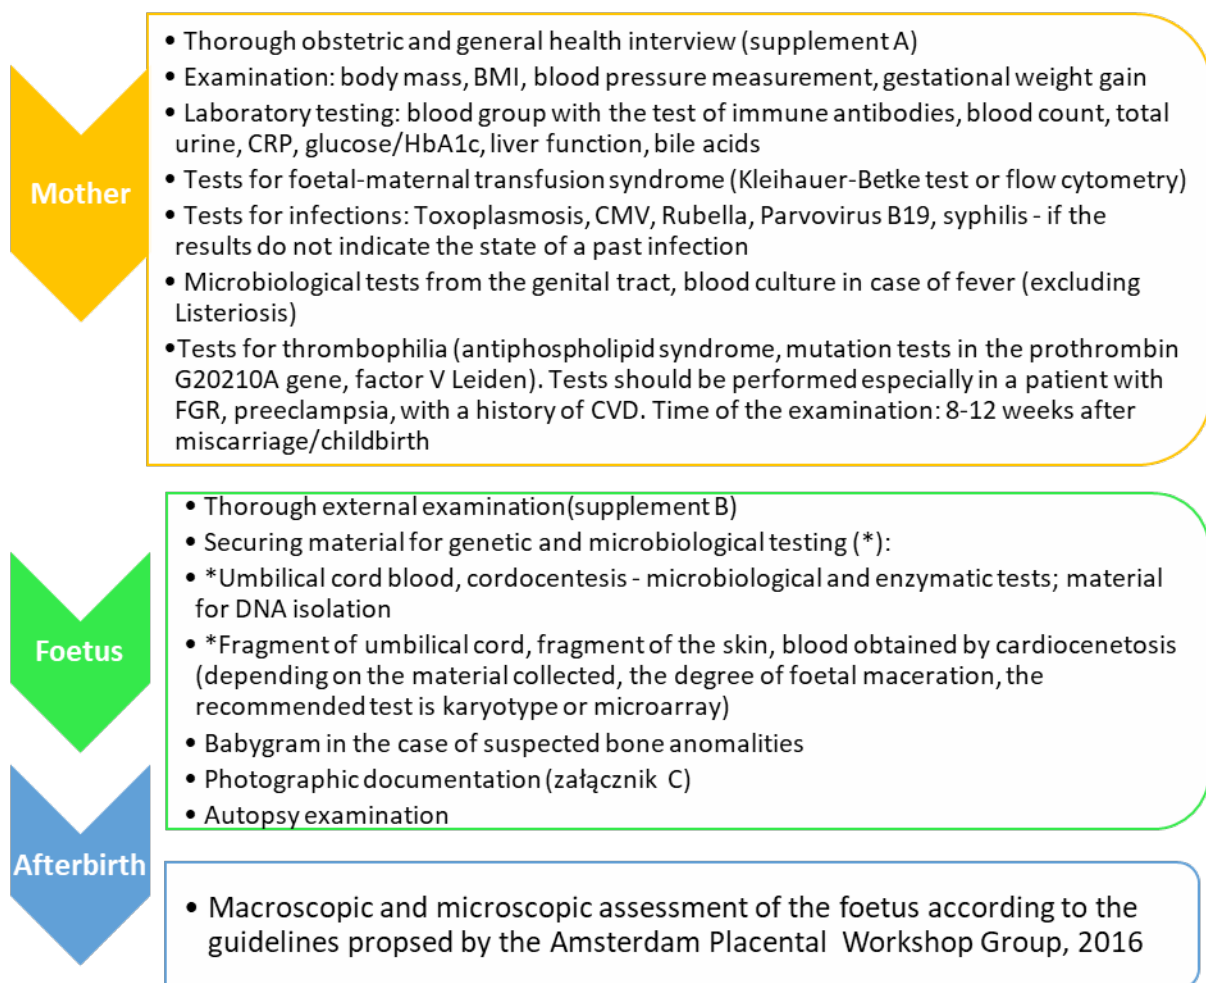 • Thorough obstetric and general health interview (supplement A)
• Examination: body mass, BMI, blood pressure measurement, gestational weight gain
• Laboratory testing: blood group with the test of immune antibodies, blood count, total
urine, CRP, glucose/HbA1c, liver function, bile acids
Mother
• Tests for foetal-maternal transfusion syndrome (Kleihauer-Betke test or flow cytometry)
• Tests for infections: Toxoplasmosis, CMV, Rubella, Parvovirus B19, syphilis - if the
results do not indicate the state of a past infection
• Microbiological tests from the genital tract, blood culture in case of fever (excluding
Listeriosis)
•Tests for thrombophilia (antiphospholipid syndrome, mutation tests in the prothrombin
G20210A gene, factor V Leiden). Tests should be performed especially in a patient with
FGR, preeclampsia, with a history of CVD. Time of the examination: 8-12 weeks after
miscarriage/childbirth
• Thorough external examination(supplement B)
• Securing material for genetic and microbiological testing (*):
• *Umbilical cord blood, cordocentesis - microbiological and enzymatic tests; material
for DNA isolation
Foetus
• *Fragment of umbilical cord, fragment of the skin, blood obtained by cardiocenetosis
(depending on the material collected, the degree of foetal maceration, the
recommended test is karyotype or microarray)
• Babygram in the case of suspected bone anomalities
• Photographic documentation (załącznik C)
• Autopsy examination
Afterbirth
• Macroscopic and microscopic assessment of the foetus according to the
guidelines propsed by the Amsterdam Placental Workshop Group, 2016